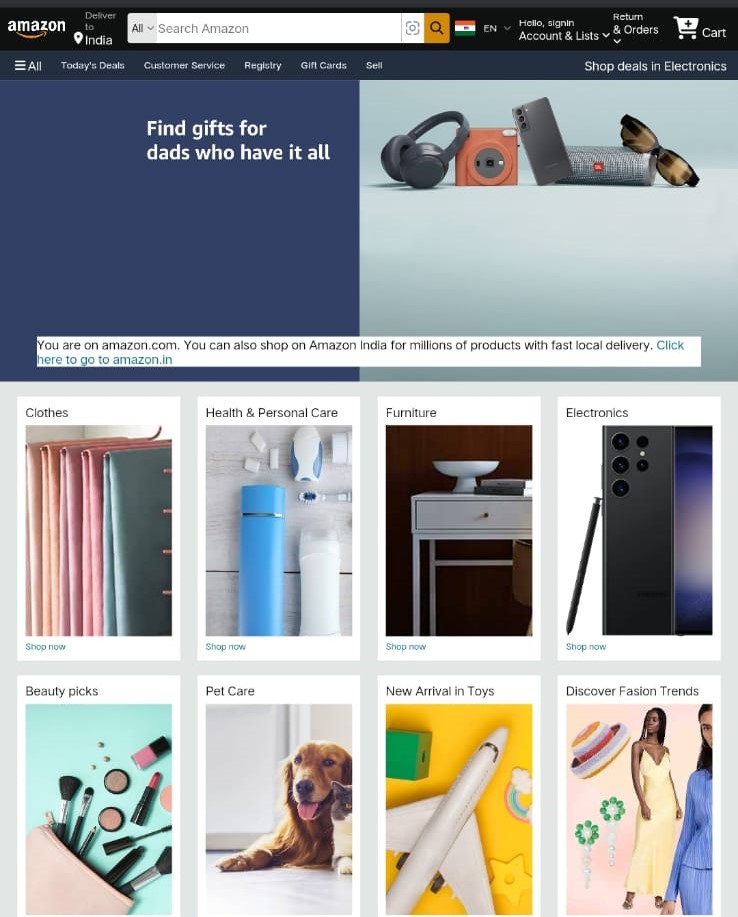 amazon
Deliver
to
India
All
Search Amazon
EN
Hello, signin
Account & Lists
Return
& Orders
Cart
All
Today's Deals
Customer Service
Registry
Gift Cards
Sell
Shop deals in Electronics
Find gifts for
dads who have it all
JBL
You are on amazon.com. You can also shop on Amazon India for millions of products with fast local delivery. Click
here to go to amazon.in
Clothes
Health & Personal Care
Furniture
Electronics
Shop now
Shop now
Shop now
Shop now
Beauty picks
Pet Care
New Arrival in Toys
Discover Fasion Trends